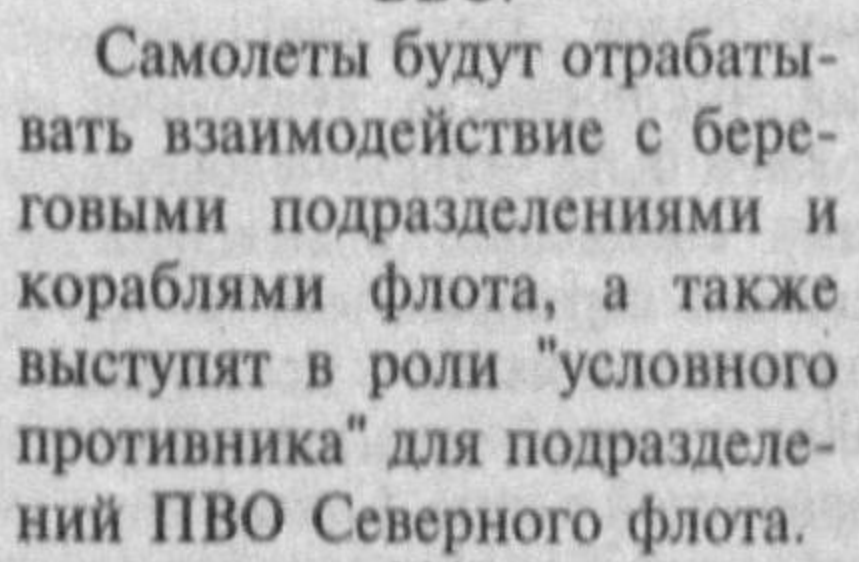 Самолеты будут отрабаты-
вать взаимодействие с бере-
говыми подразделениями и
кораблями флота, а также
выступят в роли "условного
противника" для подразделе-
ний ПВО Северного флота.